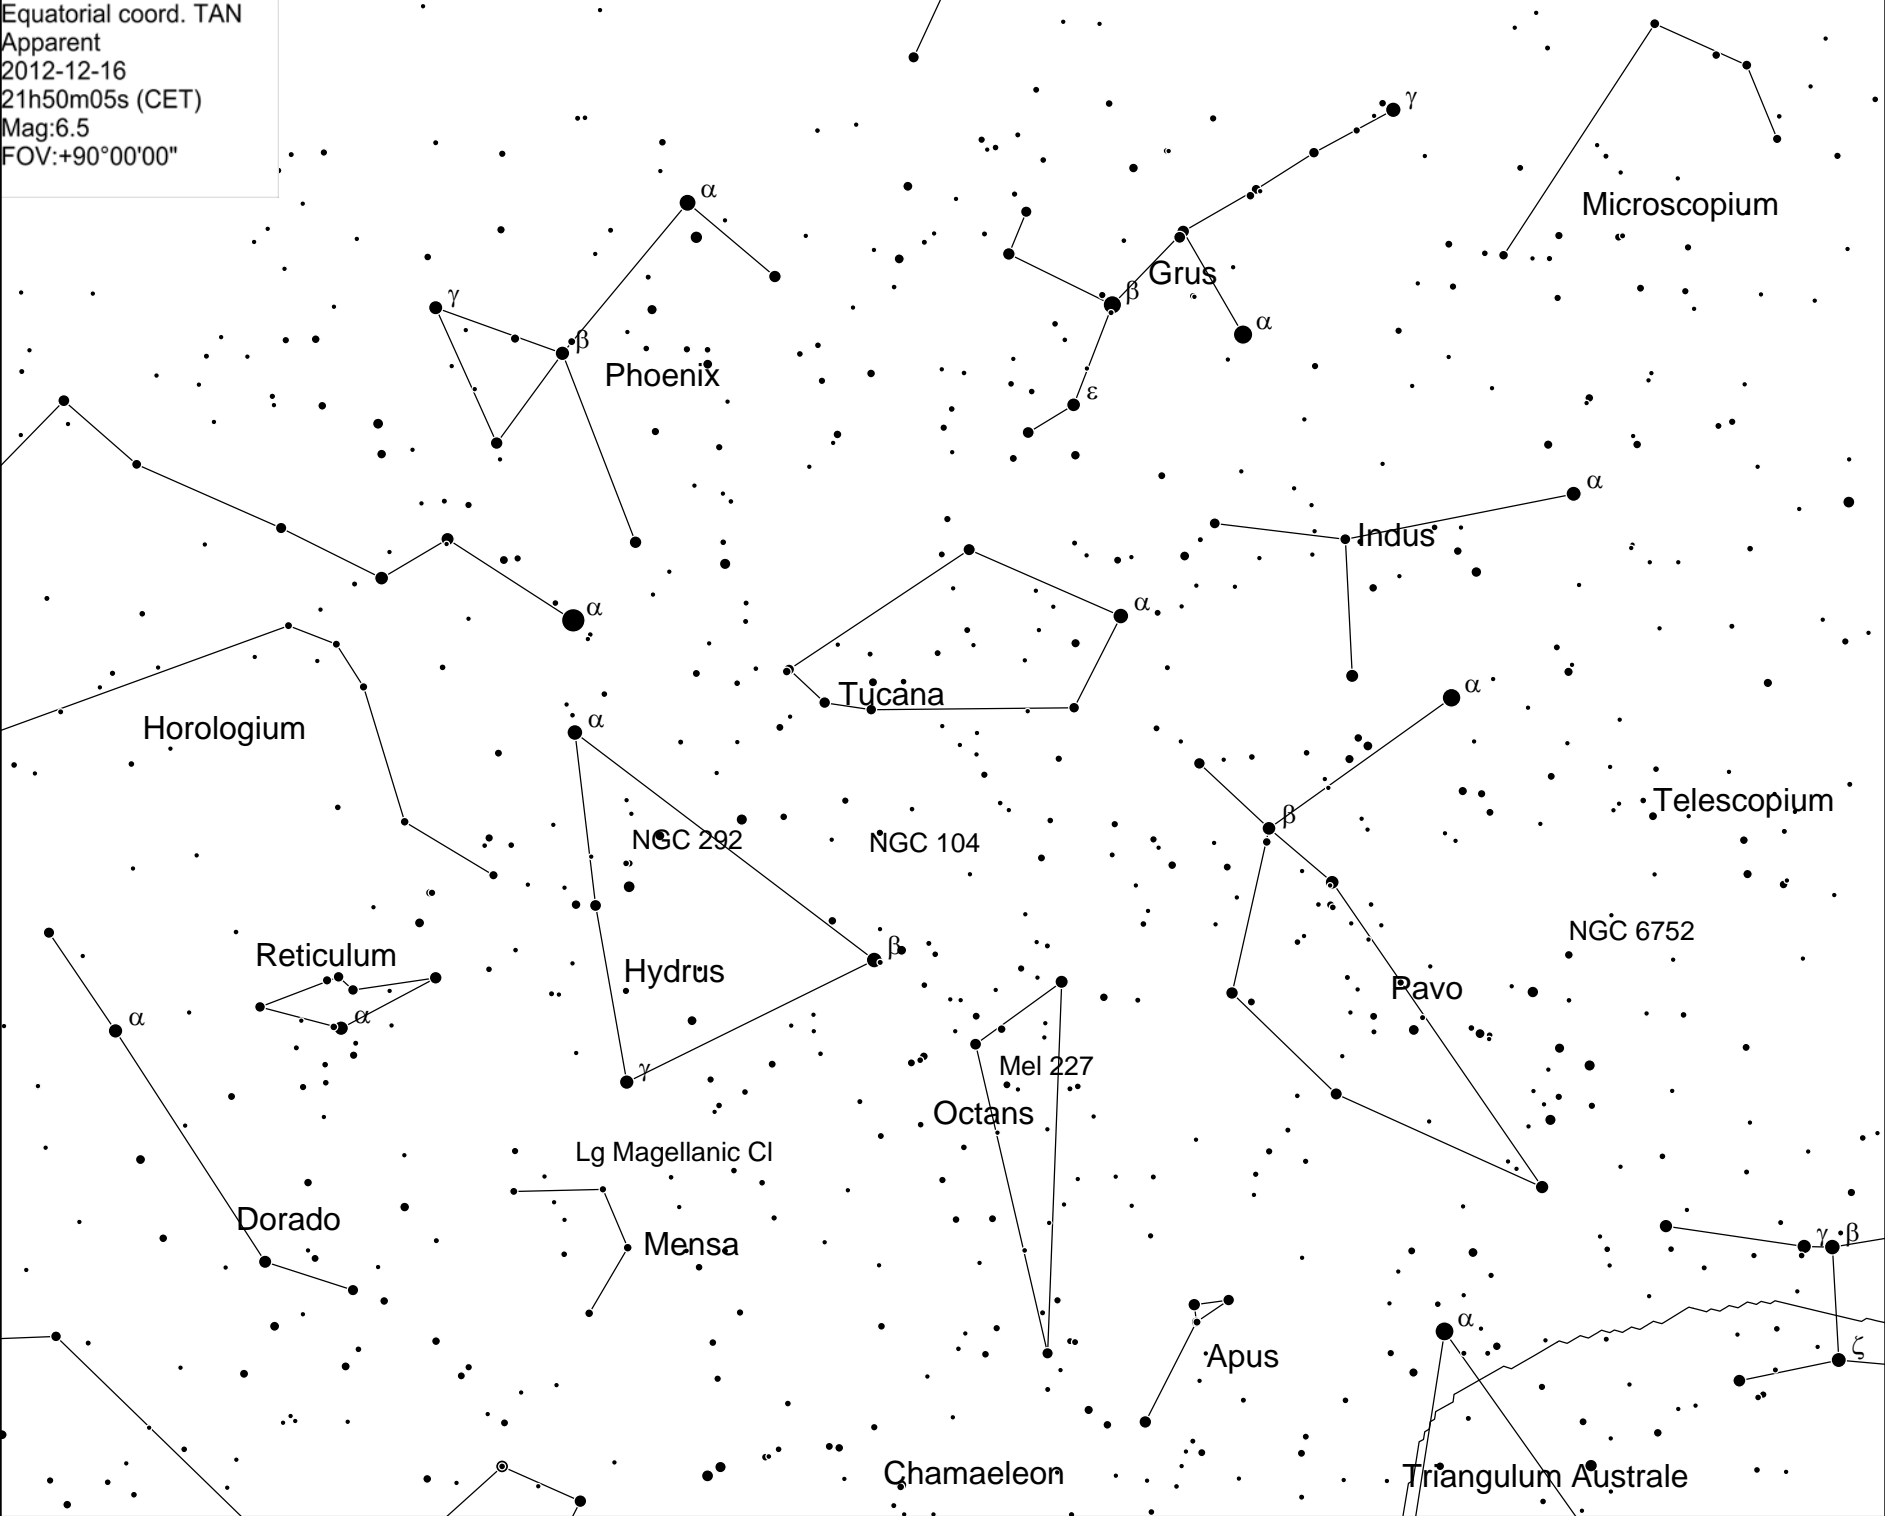 Equatorial coord. TAN
Apparent
2012-12-16
21h50m05s (CET)
Mag:6.5
FOV:+90°00'00"
γ
α
Microscopium
Grus
β
α
γ
β
Phoenix
ε
α
Indus
α
α
Tucana
α
Horologium
α
β
Telescopium
NGC 292
NGC 104
NGC 6752
Reticulum
β
Hydrus
Pavo
α
α
γ
Mel 227
Octans
Lg Magellanic Cl
Dorado
Mensa
γ
β
α
Apus
ζ
Chamaeleon
Triangulum Australe